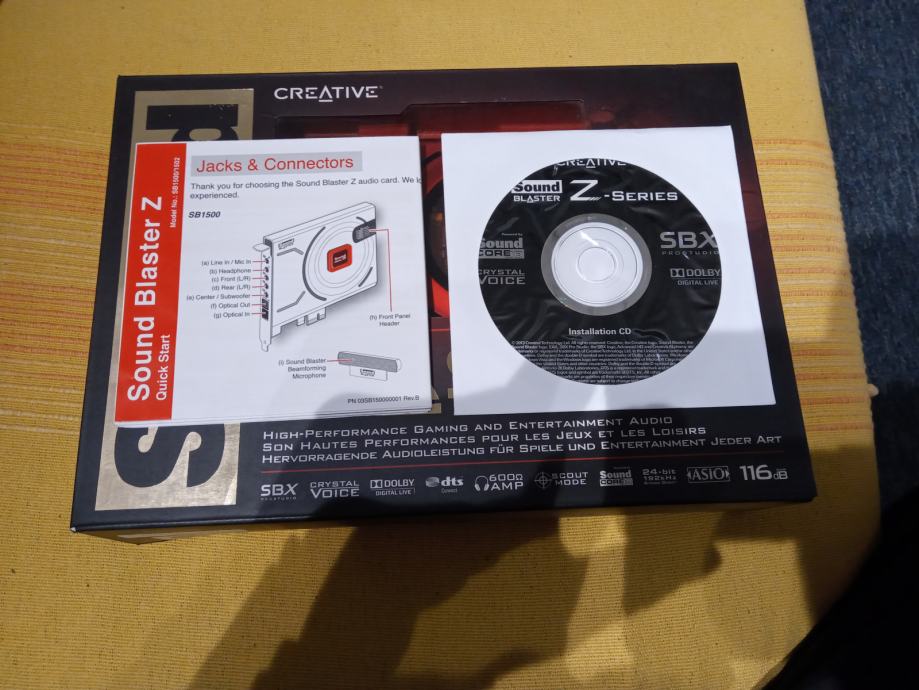 CREATIVE
Sound Blaster Z
Quick Start
Model No.: SB1500/1502
Jacks & Connectors
Thank you for choosing the Sound Blaster Z audio card. We
experienced.
SB1500
(a) Line In / Mic In
(b) Headphone
(c) Front (L/R)
(d) Rear (L/R)
(e) Center / Subwoofer
(f) Optical Out
(g) Optical In
(h) Front Panel
Header
(i) Sound Blaster
Beamforming
Microphone
PN 03SB150000001 Rev.B
CREATIVE
Sound
BLASTER
Z-SERIES
Powered by
Sound
CORE3D
CRYSTAL
VOICE
SBX
PROSTUDIO
DOLBY
DIGITAL LIVE
Installation CD
HIGH-PERFORMANCE GAMING AND ENTERTAINMENT AUDIO
SON HAUTES PERFORMANCES POUR LES JEUX ET LES LOISIRS
HERVORRAGENDE AUDIOLEISTUNG FÜR SPIELE UND ENTERTAINMENT JEDER ART
SBX
PROSTUDIO
CRYSTAL
VOICE
DOLBY
DIGITAL LIVE
dts
Connect
600Ω
AMP
SCOUT
MODE
Sound
CORE3D
24-bit
192kHz
ASIO
116dB